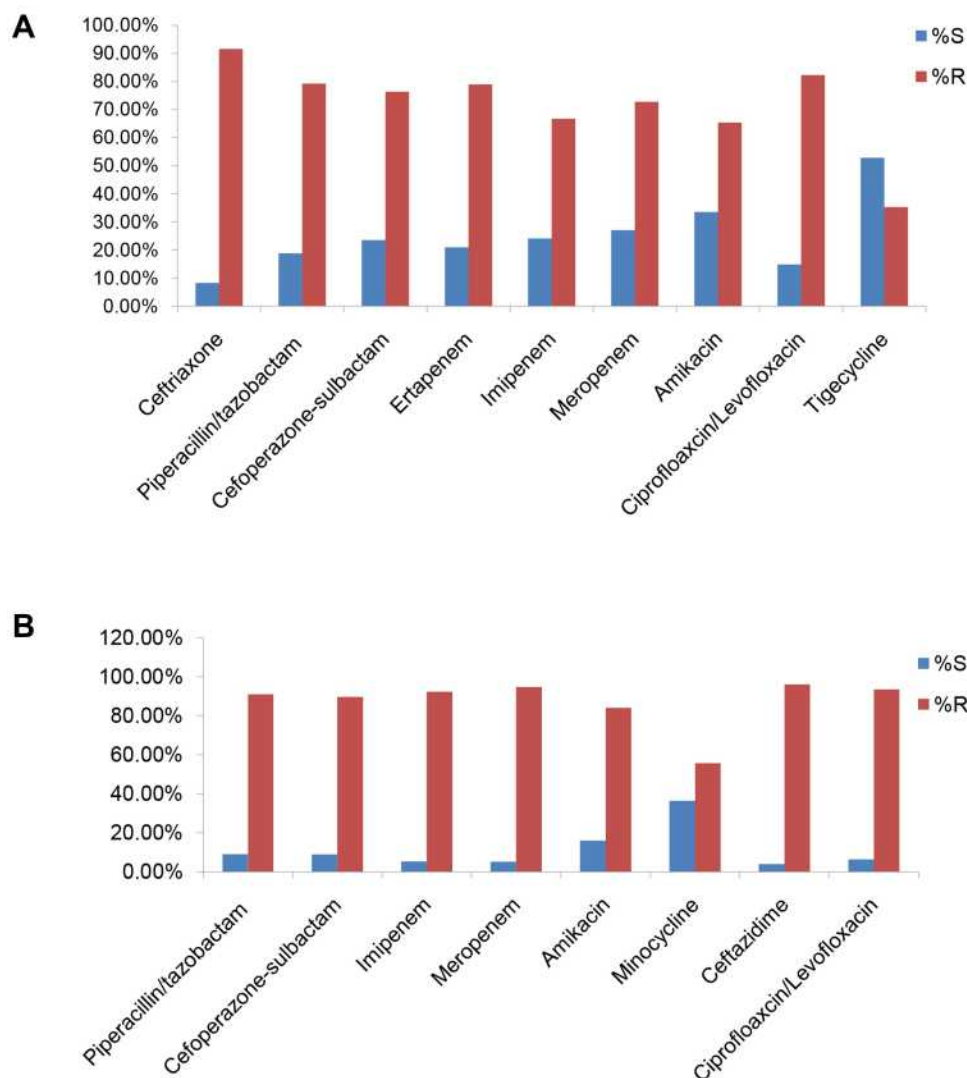 A
100.00%
90.00%
80.00%
70.00%
60.00%
50.00%
40.00%
30.00%
20.00%
10.00%
0.00%
%S
%R
Ceftriaxone
Piperacillin/tazobactam
Cefoperazone-sulbactam
Ertapenem
Imipenem
Meropenem
Amikacin
Ciprofloaxcin/Levofloxacin
Tigecycline
B
120.00%
100.00%
80.00%
60.00%
40.00%
20.00%
0.00%
%S
%R
Piperacillin/tazobactam
Cefoperazone-sulbactam
Imipenem
Meropenem
Amikacin
Minocycline
Ceftazidime
Ciprofloaxcin/Levofloxacin